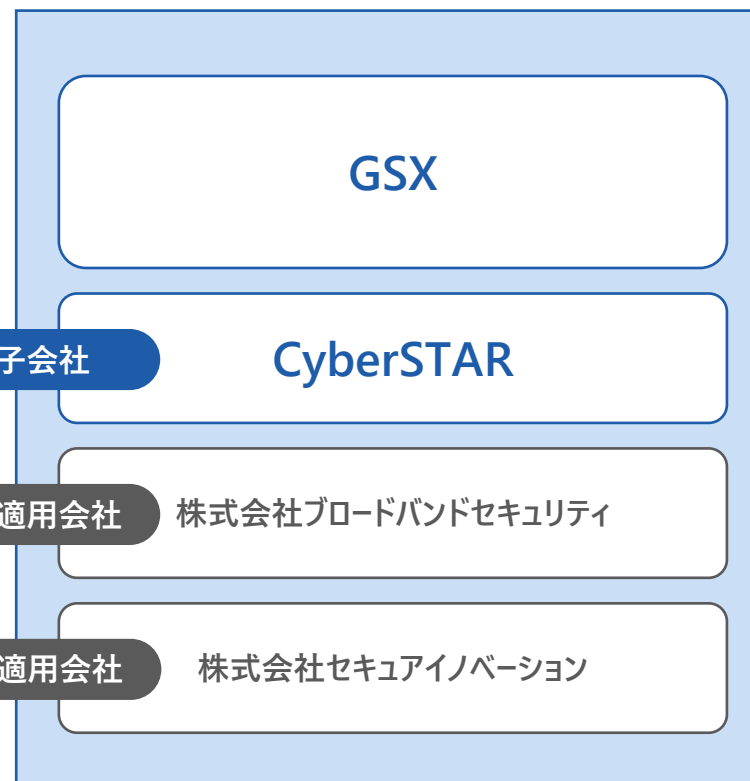 GSX
子会社
CyberSTAR
適用会社
株式会社ブロードバンドセキュリティ
適用会社
株式会社セキュアイノベーション